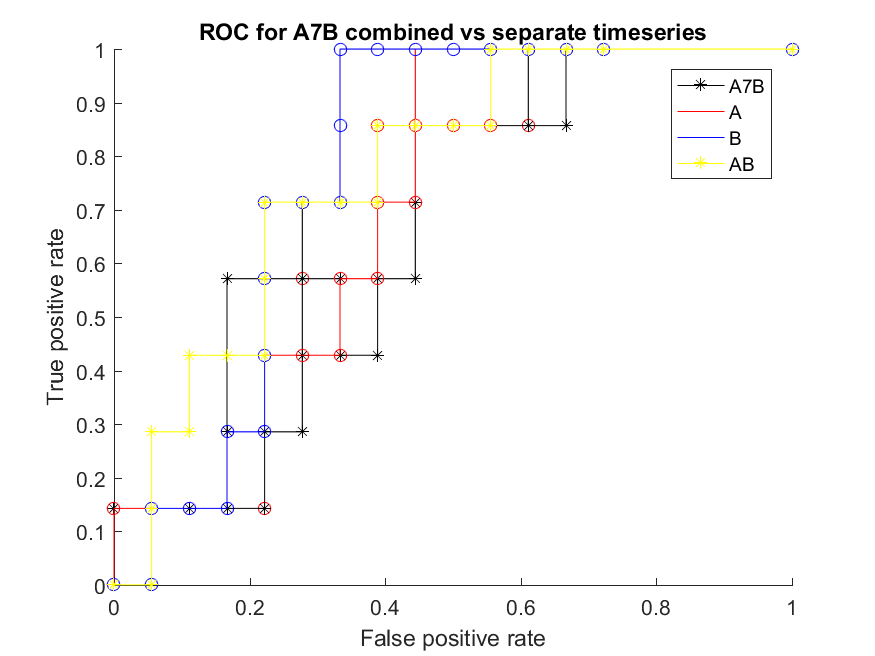 ROC for A7B combined vs separate timeseries
1
0.9
0.8
0.7
0.6
0.5
0.4
0.3
0.2
0.1
0
True positive rate
A7B
A
B
AB
0
0.2
0.4
0.6
0.8
1
False positive rate